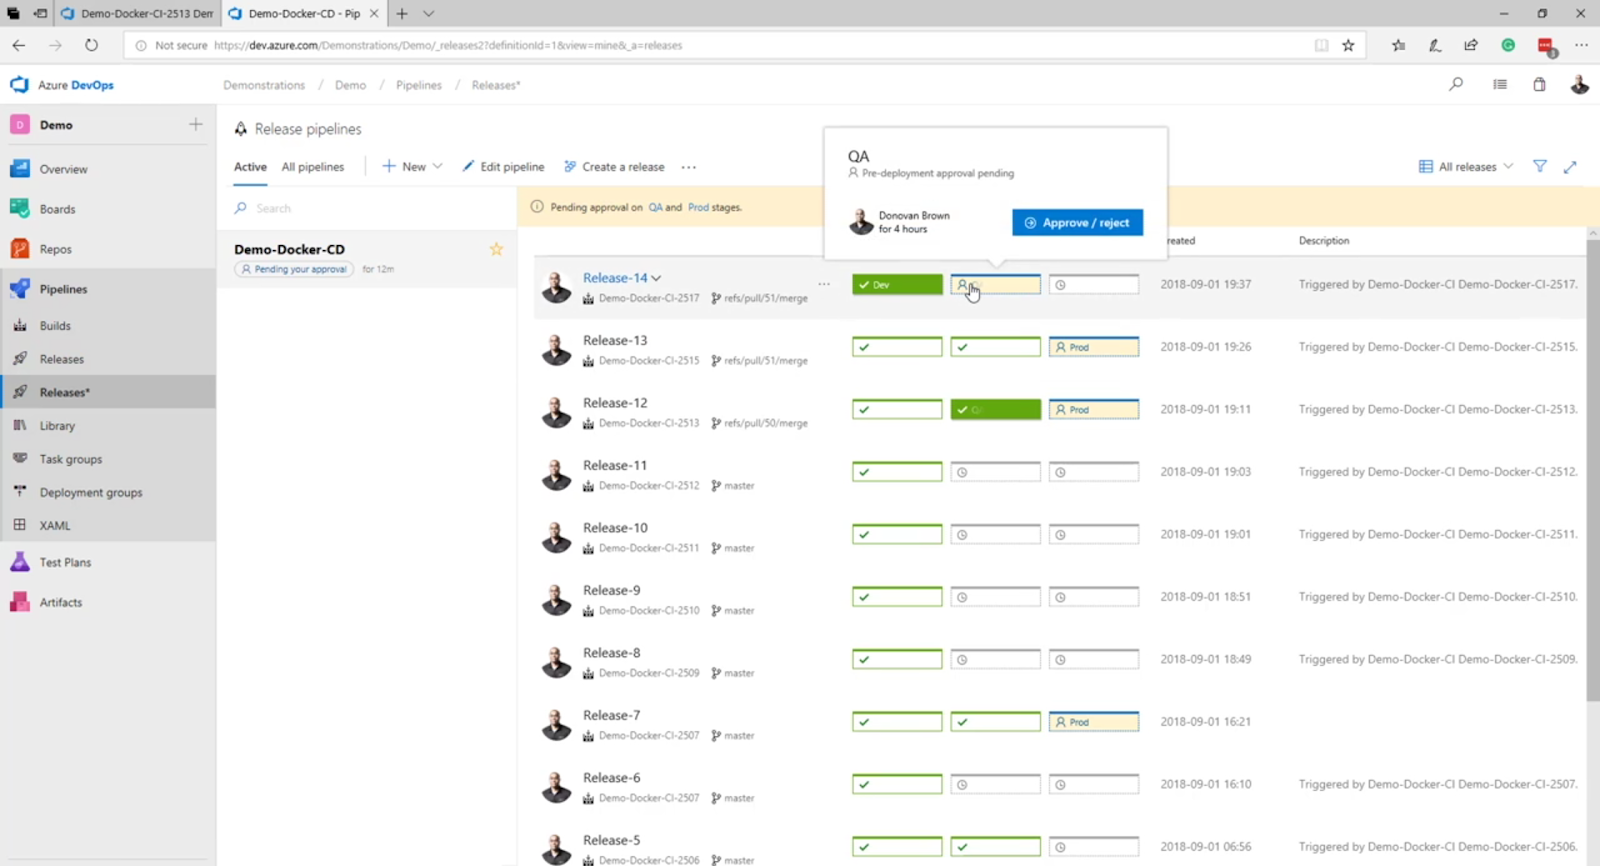 Demo-Docker-CI-2513 Dem
Demo-Docker-CD - Pip
Not secure https://dev.azure.com/Demonstrations/Demo/_releases2?definitionId=1&view=mine&_a=releases
Azure DevOps
Demonstrations / Demo / Pipelines / Releases*
D Demo
Overview
Boards
Repos
Pipelines
Builds
Releases
Releases*
Library
Task groups
Deployment groups
XAML
Test Plans
Artifacts
Release pipelines
Active All pipelines New Edit pipeline Create a release
All releases
Search
Demo-Docker-CD
Pending your approval for 12m
Pending approval on QA and Prod stages.
QA
Pre-deployment approval pending
Donovan Brown
for 4 hours
Approve / reject
reated Description
Release-14 Dev 2018-09-01 19:37 Triggered by Demo-Docker-CI Demo-Docker-CI-2517.
Demo-Docker-CI-2517 refs/pull/51/merge
Release-13 Prod 2018-09-01 19:26 Triggered by Demo-Docker-CI Demo-Docker-CI-2515.
Demo-Docker-CI-2515 refs/pull/51/merge
Release-12 QA Prod 2018-09-01 19:11 Triggered by Demo-Docker-CI Demo-Docker-CI-2513.
Demo-Docker-CI-2513 refs/pull/50/merge
Release-11 2018-09-01 19:03 Triggered by Demo-Docker-CI Demo-Docker-CI-2512.
Demo-Docker-CI-2512 master
Release-10 2018-09-01 19:01 Triggered by Demo-Docker-CI Demo-Docker-CI-2511.
Demo-Docker-CI-2511 master
Release-9 2018-09-01 18:51 Triggered by Demo-Docker-CI Demo-Docker-CI-2510.
Demo-Docker-CI-2510 master
Release-8 2018-09-01 18:49 Triggered by Demo-Docker-CI Demo-Docker-CI-2509.
Demo-Docker-CI-2509 master
Release-7 Prod 2018-09-01 16:21
Demo-Docker-CI-2507 master
Release-6 2018-09-01 16:10 Triggered by Demo-Docker-CI Demo-Docker-CI-2507.
Demo-Docker-CI-2507 master
Release-5 2018-09-01 06:56 Triggered by Demo-Docker-CI Demo-Docker-CI-2506.
Demo-Docker-CI-2506 master